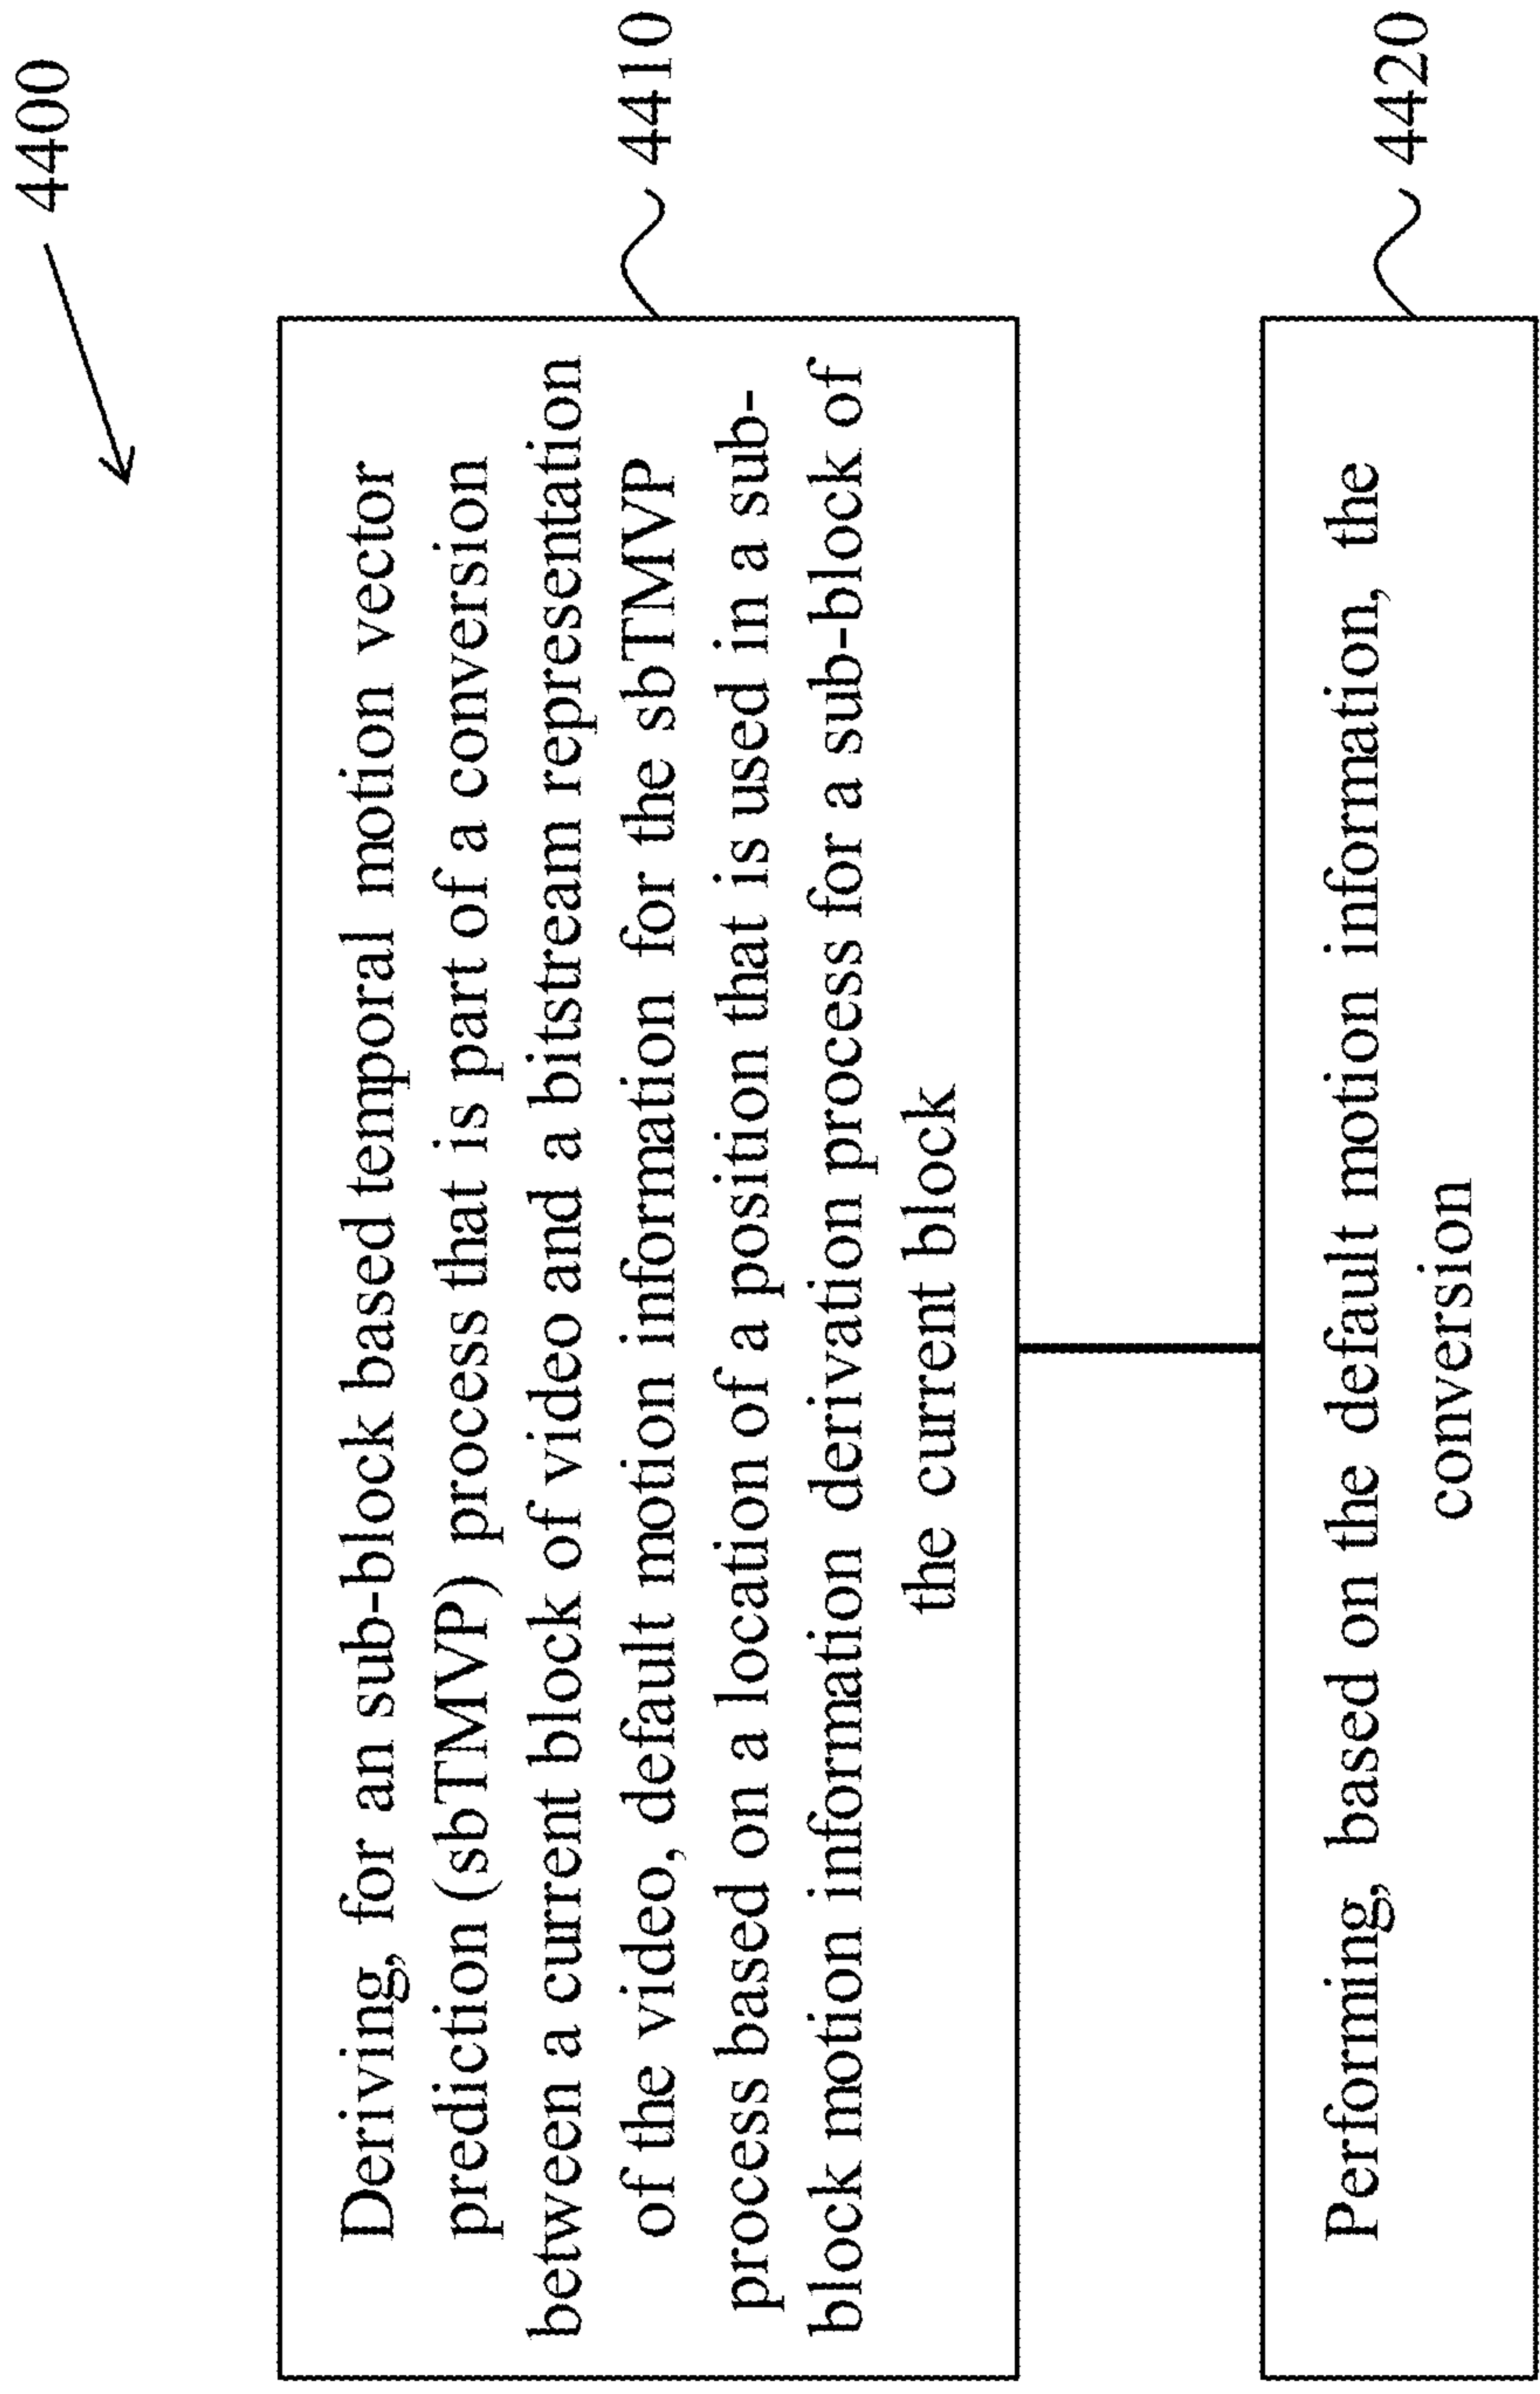 4400
Deriving, for an sub-block based temporal motion vector
prediction (sbTMVP) process that is part of a conversion
between a current block of video and a bitstream representation
of the video, default motion information for the sbTMVP
process based on a location of a position that is used in a sub-
block motion information derivation process for a sub-block of
the current block
4410
Performing, based on the default motion information, the
conversion
4420